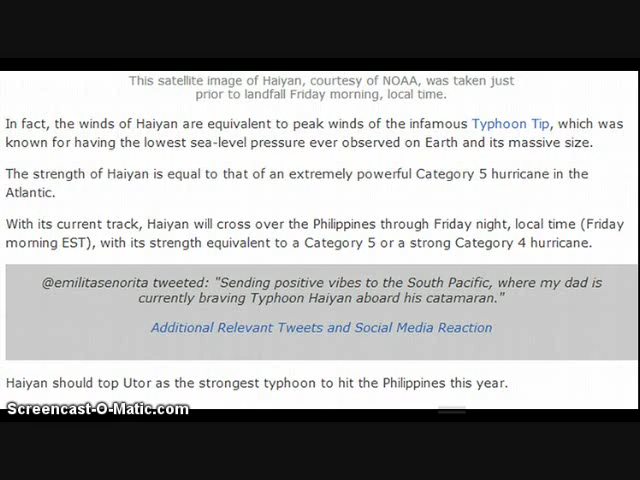 This satellite image of Haiyan, courtesy of NOAA, was taken just
prior to landfall Friday morning, local time.
In fact, the winds of Haiyan are equivalent to peak winds of the infamous Typhoon Tip, which was
known for having the lowest sea-level pressure ever observed on Earth and its massive size.
The strength of Haiyan is equal to that of an extremely powerful Category 5 hurricane in the
Atlantic.
With its current track, Haiyan will cross over the Philippines through Friday night, local time (Friday
morning EST), with its strength equivalent to a Category 5 or a strong Category 4 hurricane.
@emilitasenorita tweeted: "Sending positive vibes to the South Pacific, where my dad is
currently braving Typhoon Haiyan aboard his catamaran."
Additional Relevant Tweets and Social Media Reaction
Haiyan should top Utor as the strongest typhoon to hit the Philippines this year.
Screencast-O-Matic.com